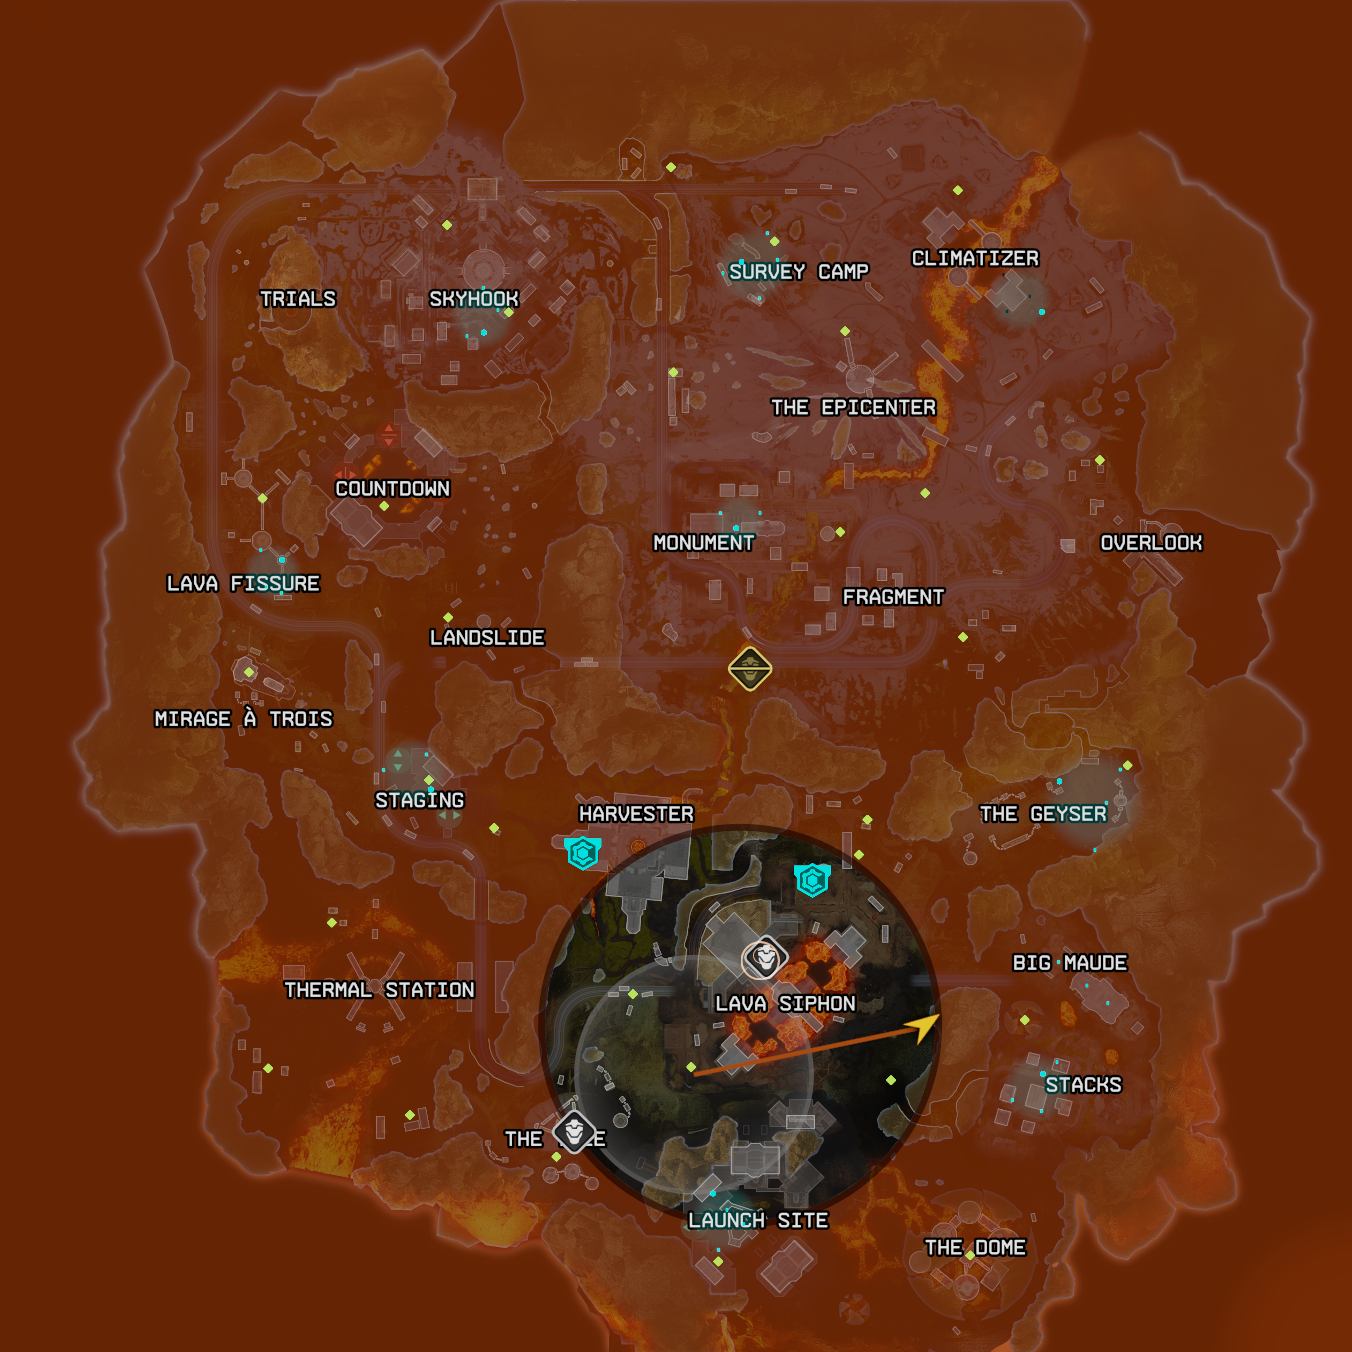 CLIMATIZER
SURVEY CAMP
TRIALS
SKYHOOK
THE EPICENTER
COUNTDOWN
MONUMENT
OVERLOOK
LAVA FISSURE
FRAGMENT
LANDSLIDE
MIRAGE À TROIS
STAGING
HARVESTER
THE GEYSER
BIG MAUDE
THERMAL STATION
LAVA SIPHON
STACKS
THE
LAUNCH SITE
THE DOME